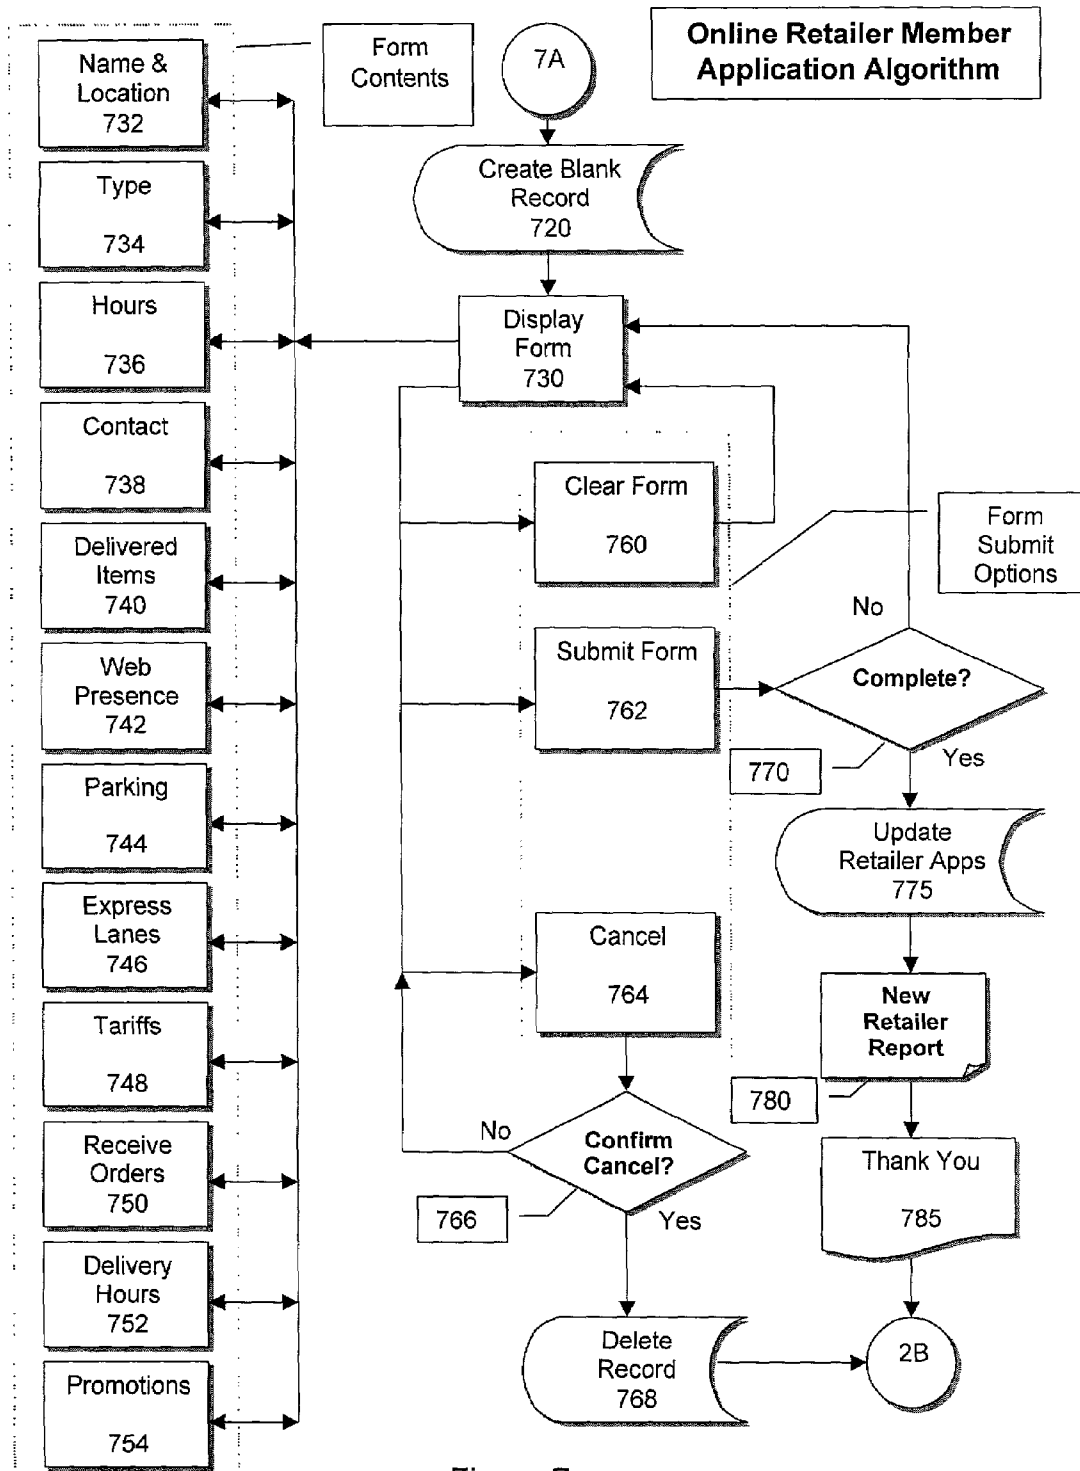 Online Retailer Member
Application Algorithm
7A
Form
Contents
Name &
Location
732
Type
734
Hours
736
Contact
738
Delivered
Items
740
Web
Presence
742
Parking
744
Express
Lanes
746
Tariffs
748
Receive
Orders
750
Delivery
Hours
752
Promotions
754
Create Blank
Record
720
Display
Form
730
Clear Form
760
Form
Submit
Options
Submit Form
762
No
Complete?
770
Yes
Update
Retailer Apps
775
Cancel
764
New
Retailer
Report
780
No
Confirm
Cancel?
766
Yes
Thank You
785
Delete
Record
768
2B